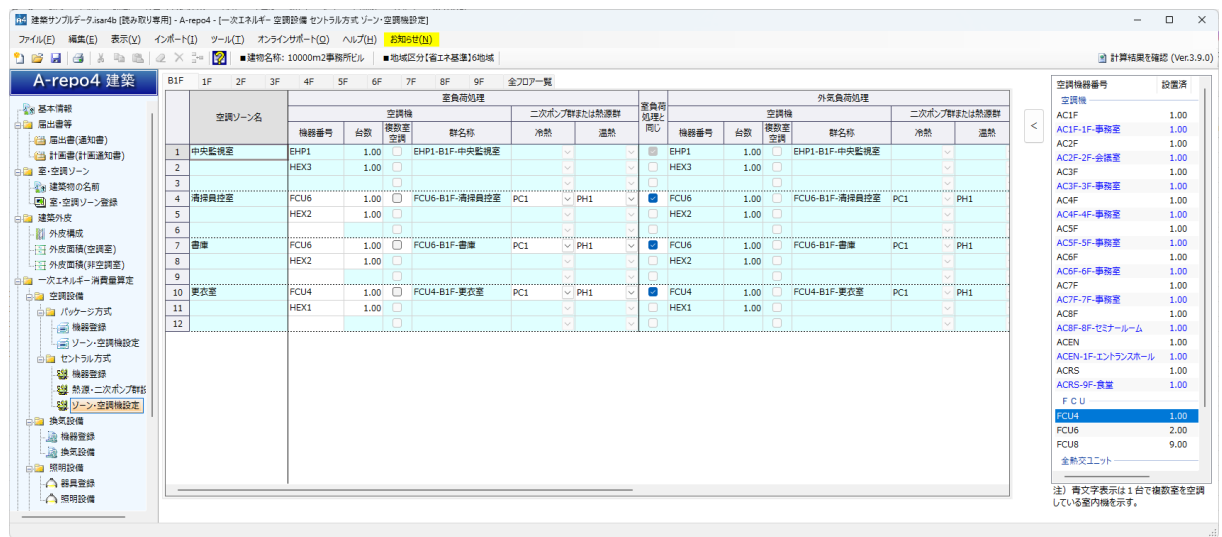 建築サンプルデータ.isar4b [読み取り専用] - A-repo4 - [一次エネルギー 空調設備 セントラル方式 ゾーン・空調機設定]
ファイル(F) 編集(E) 表示(V) インポート(I) ツール(T) オンラインサポート(O) ヘルプ(H) お知らせ(N)
■建物名称: 10000m2事務所ビル ■地域区分【省エネ基準】6地域 計算結果を確認 (Ver.3.9.0)
A-repo4 建築
基本情報
届出書等
届出書(通知書)
計画書(計画通知書)
室・空調ゾーン
建築物の名前
室・空調ゾーン登録
建築外皮
外皮構成
外皮面積(空調室)
外皮面積(非空調室)
一次エネルギー消費量算定
空調設備
パッケージ方式
機器登録
ゾーン・空調機設定
セントラル方式
機器登録
熱源・二次ポンプ群設
ゾーン・空調機設定
換気設備
機器登録
換気設備
照明設備
器具登録
照明設備
B1F 1F 2F 3F 4F 5F 6F 7F 8F 9F 全フロア一覧
空調ゾーン名 室負荷処理 室負荷処理と同じ 外気負荷処理
空調機 二次ポンプ群または熱源群 空調機 二次ポンプ群または熱源群
機器番号 台数 複数室空調 群名称 冷熱 温熱 機器番号 台数 複数室空調 群名称 冷熱 温熱
1 中央監視室 EHP1 1.00 EHP1-B1F-中央監視室 EHP1 1.00 EHP1-B1F-中央監視室
2 HEX3 1.00 HEX3 1.00
3
4 清掃員控室 FCU6 1.00 FCU6-B1F-清掃員控室 PC1 PH1 FCU6 1.00 FCU6-B1F-清掃員控室 PC1 PH1
5 HEX2 1.00 HEX2 1.00
6
7 書庫 FCU6 1.00 FCU6-B1F-書庫 PC1 PH1 FCU6 1.00 FCU6-B1F-書庫 PC1 PH1
8 HEX2 1.00 HEX2 1.00
9
10 更衣室 FCU4 1.00 FCU4-B1F-更衣室 PC1 PH1 FCU4 1.00 FCU4-B1F-更衣室 PC1 PH1
11 HEX1 1.00 HEX1 1.00
12
<
空調機器番号 設置済
空調機
AC1F 1.00
AC1F-1F-事務室 1.00
AC2F 1.00
AC2F-2F-会議室 1.00
AC3F 1.00
AC3F-3F-事務室 1.00
AC4F 1.00
AC4F-4F-事務室 1.00
AC5F 1.00
AC5F-5F-事務室 1.00
AC6F 1.00
AC6F-6F-事務室 1.00
AC7F 1.00
AC7F-7F-事務室 1.00
AC8F 1.00
AC8F-8F-セミナールーム 1.00
ACEN 1.00
ACEN-1F-エントランスホール 1.00
ACRS 1.00
ACRS-9F-食堂 1.00
ＦＣＵ
FCU4 1.00
FCU6 2.00
FCU8 9.00
全熱交ユニット
注）青文字表示は１台で複数室を空調
している室内機を示す。